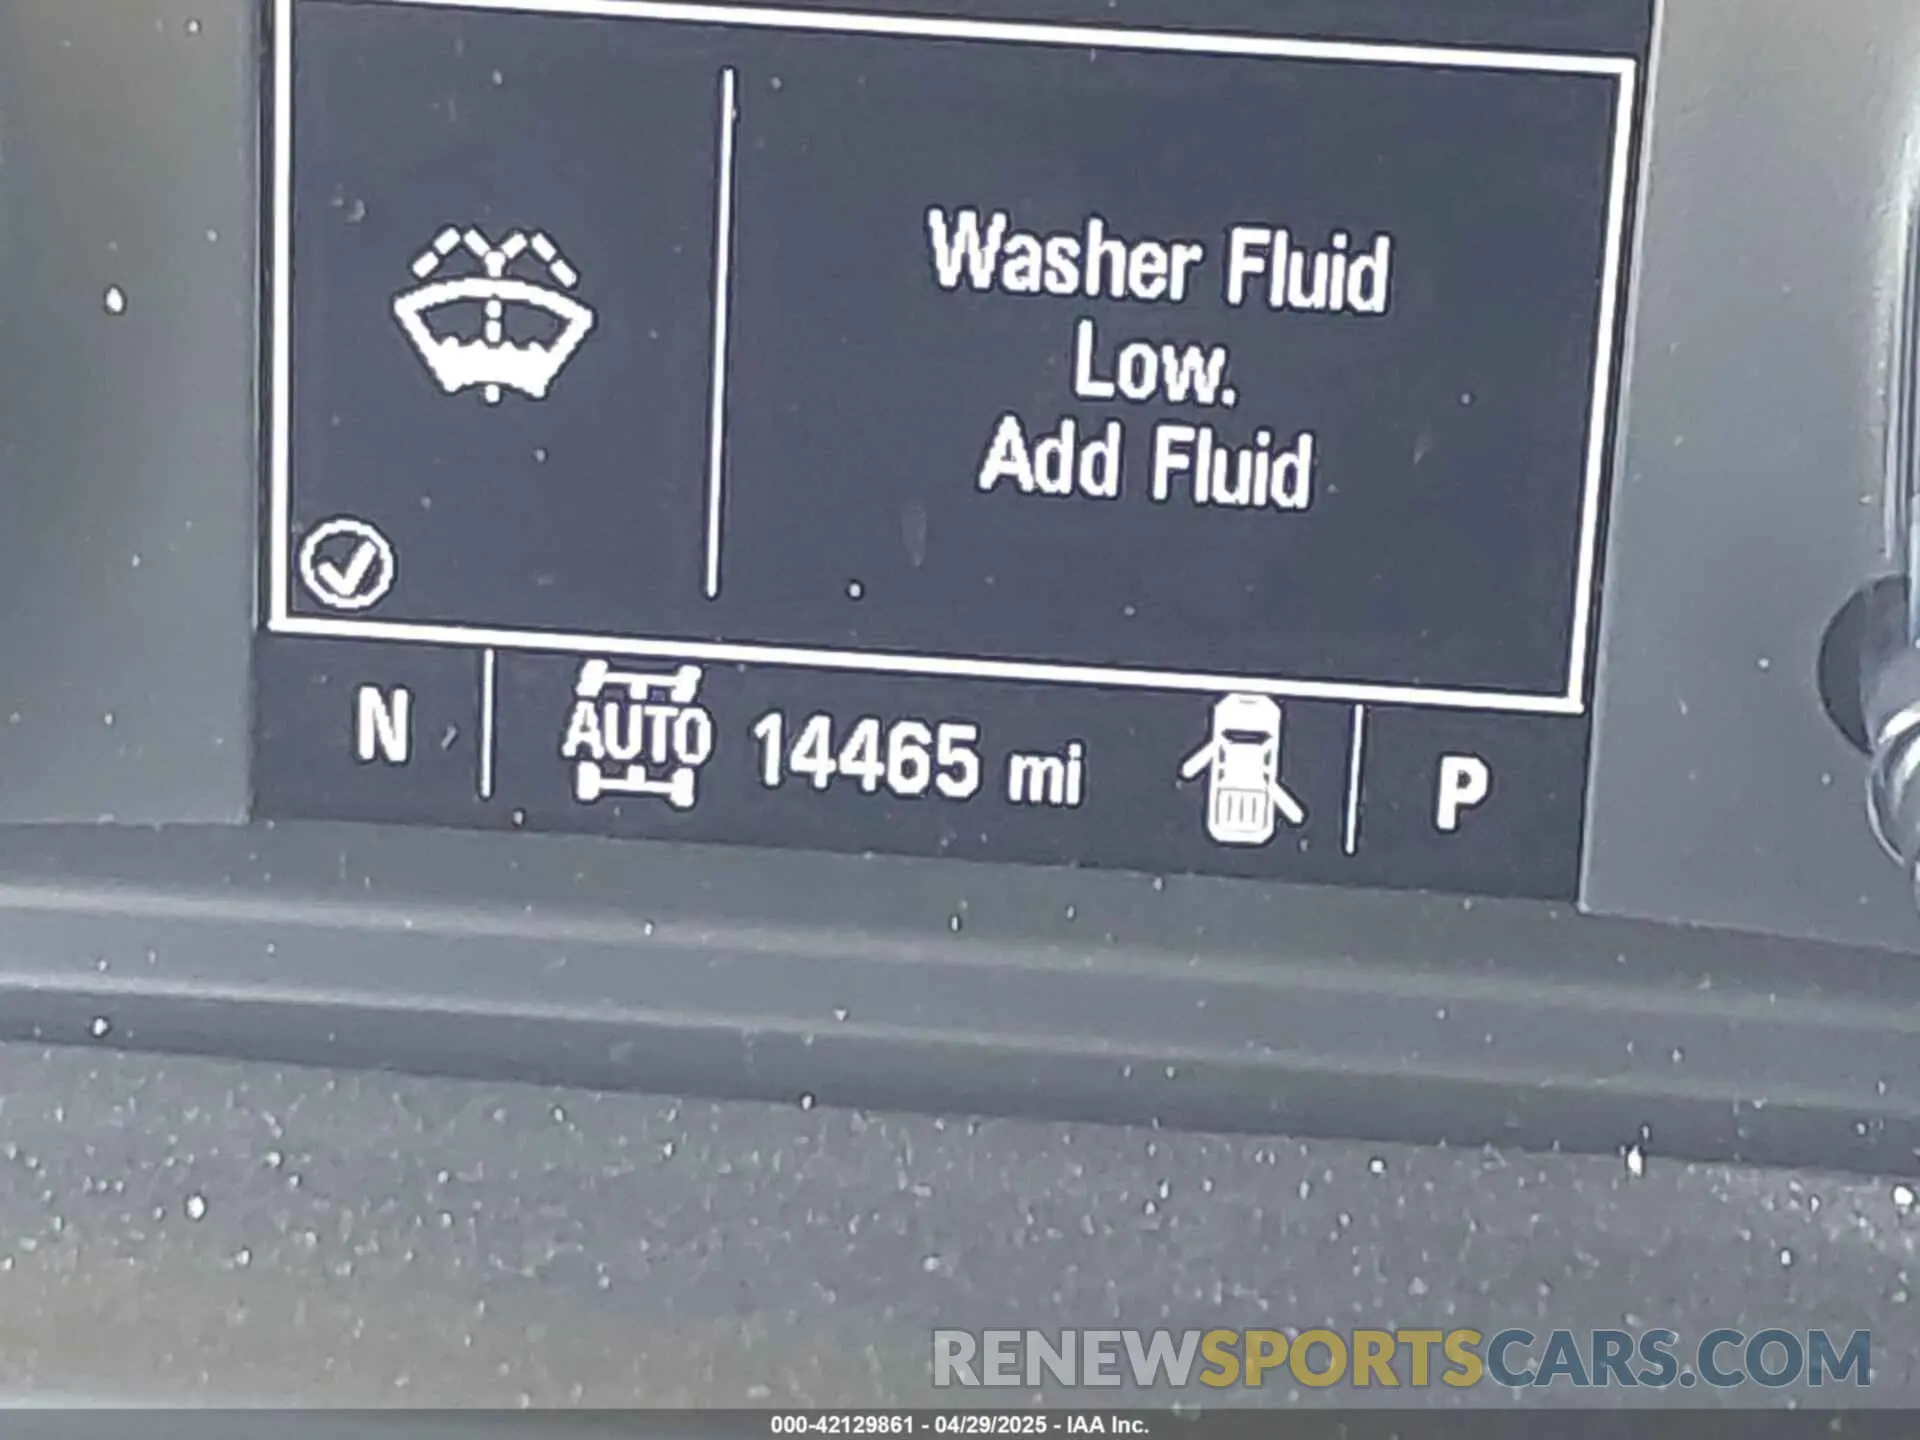 Washer Fluid
Low.
Add Fluid
N AUTO 14465 mi P
RENEWSPORTSCARS.COM
000-42129861 - 04/29/2025 - IAA Inc.